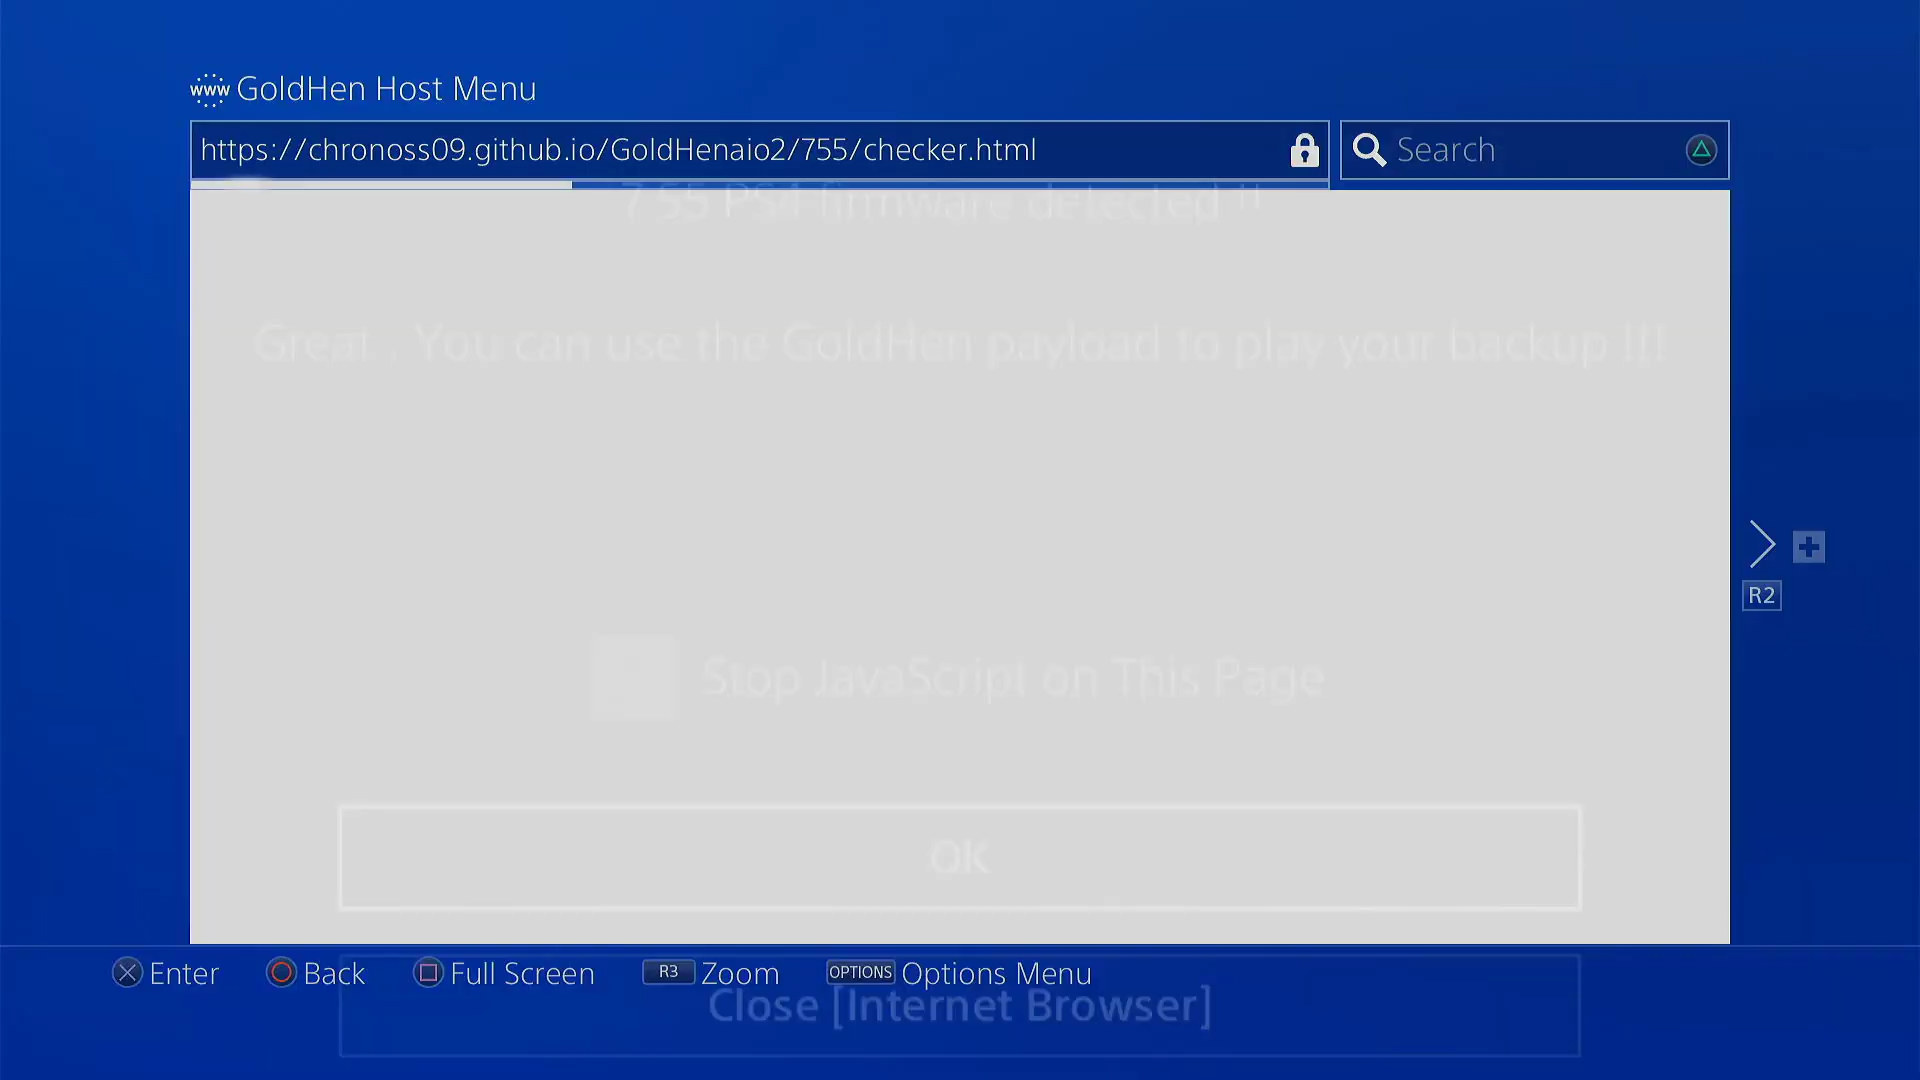 www GoldHen Host Menu
https://chronoss09.github.io/GoldHenaio2/755/checker.html
Search
7.55 PS4 firmware detected !!
Great.. You can use the GoldHen payload to play your backup !!!
R2
Stop JavaScript on This Page
OK
Enter Back Full Screen R3 Zoom OPTIONS Options Menu
Close [Internet Browser]